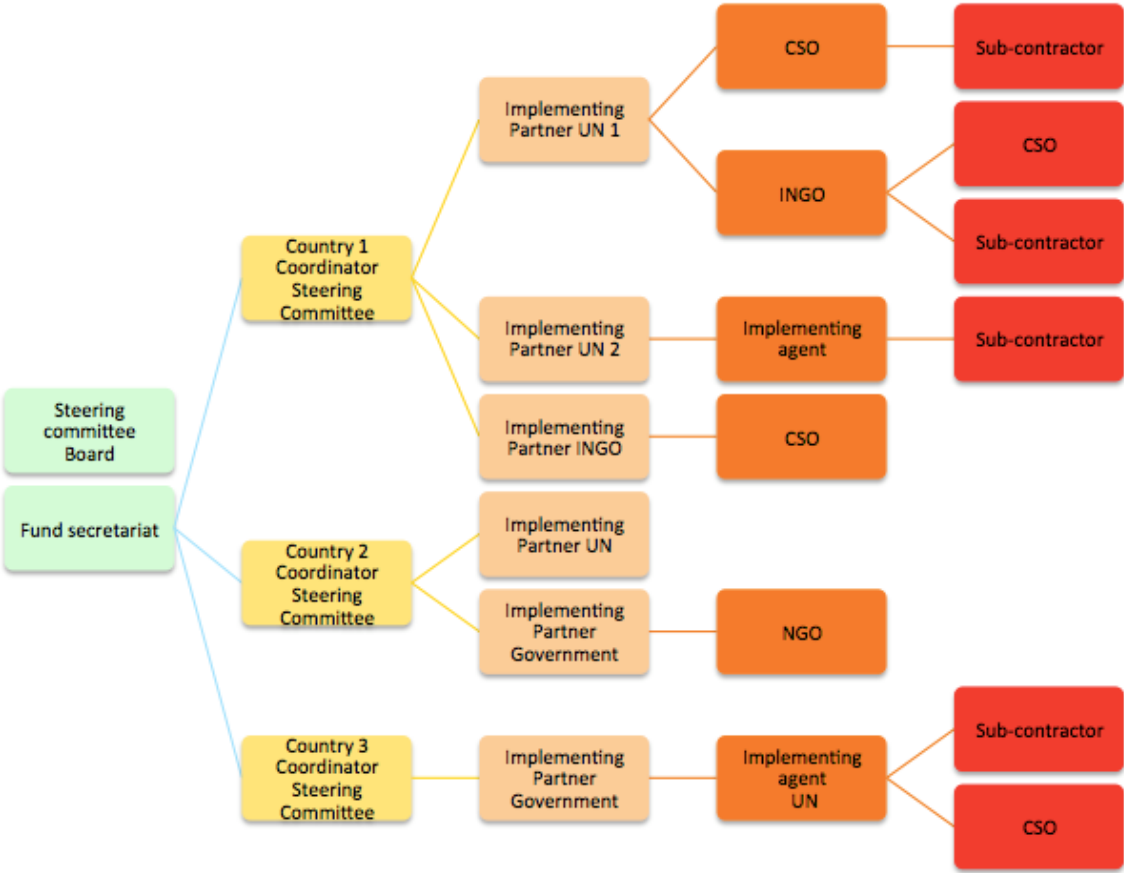 Steering
committee
Board
Fund secretariat
Country 1
Coordinator
Steering
Committee
Country 2
Coordinator
Steering
Committee
Country 3
Coordinator
Steering
Committee
Implementing
Partner UN 1
Implementing
Partner UN 2
Implementing
Partner INGO
Implementing
Partner UN
Implementing
Partner
Government
Implementing
Partner
Government
CSO
INGO
Implementing
agent
CSO
NGO
Implementing
agent
UN
Sub-contractor
CSO
Sub-contractor
Sub-contractor
Sub-contractor
CSO